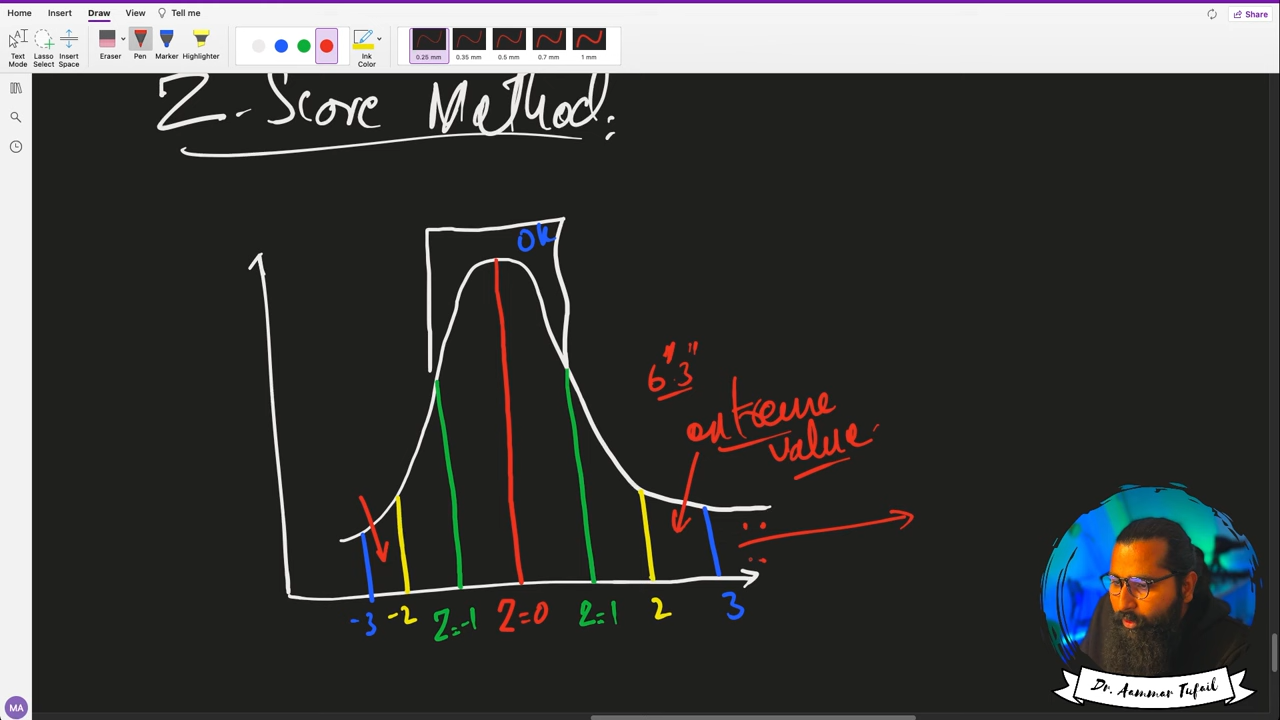 Home Insert Draw View Tell me
Share
Text Mode
Lasso Select
Insert Space
Eraser
Pen
Marker
Highlighter
Ink Color
0.25 mm
0.35 mm
0.5 mm
0.7 mm
1 mm
Z-Score Method:
OK
6'3"
extreme
value
-3 -2 Z=-1 Z=0 Z=1 2 3
MA
Dr. Aammar Tufail